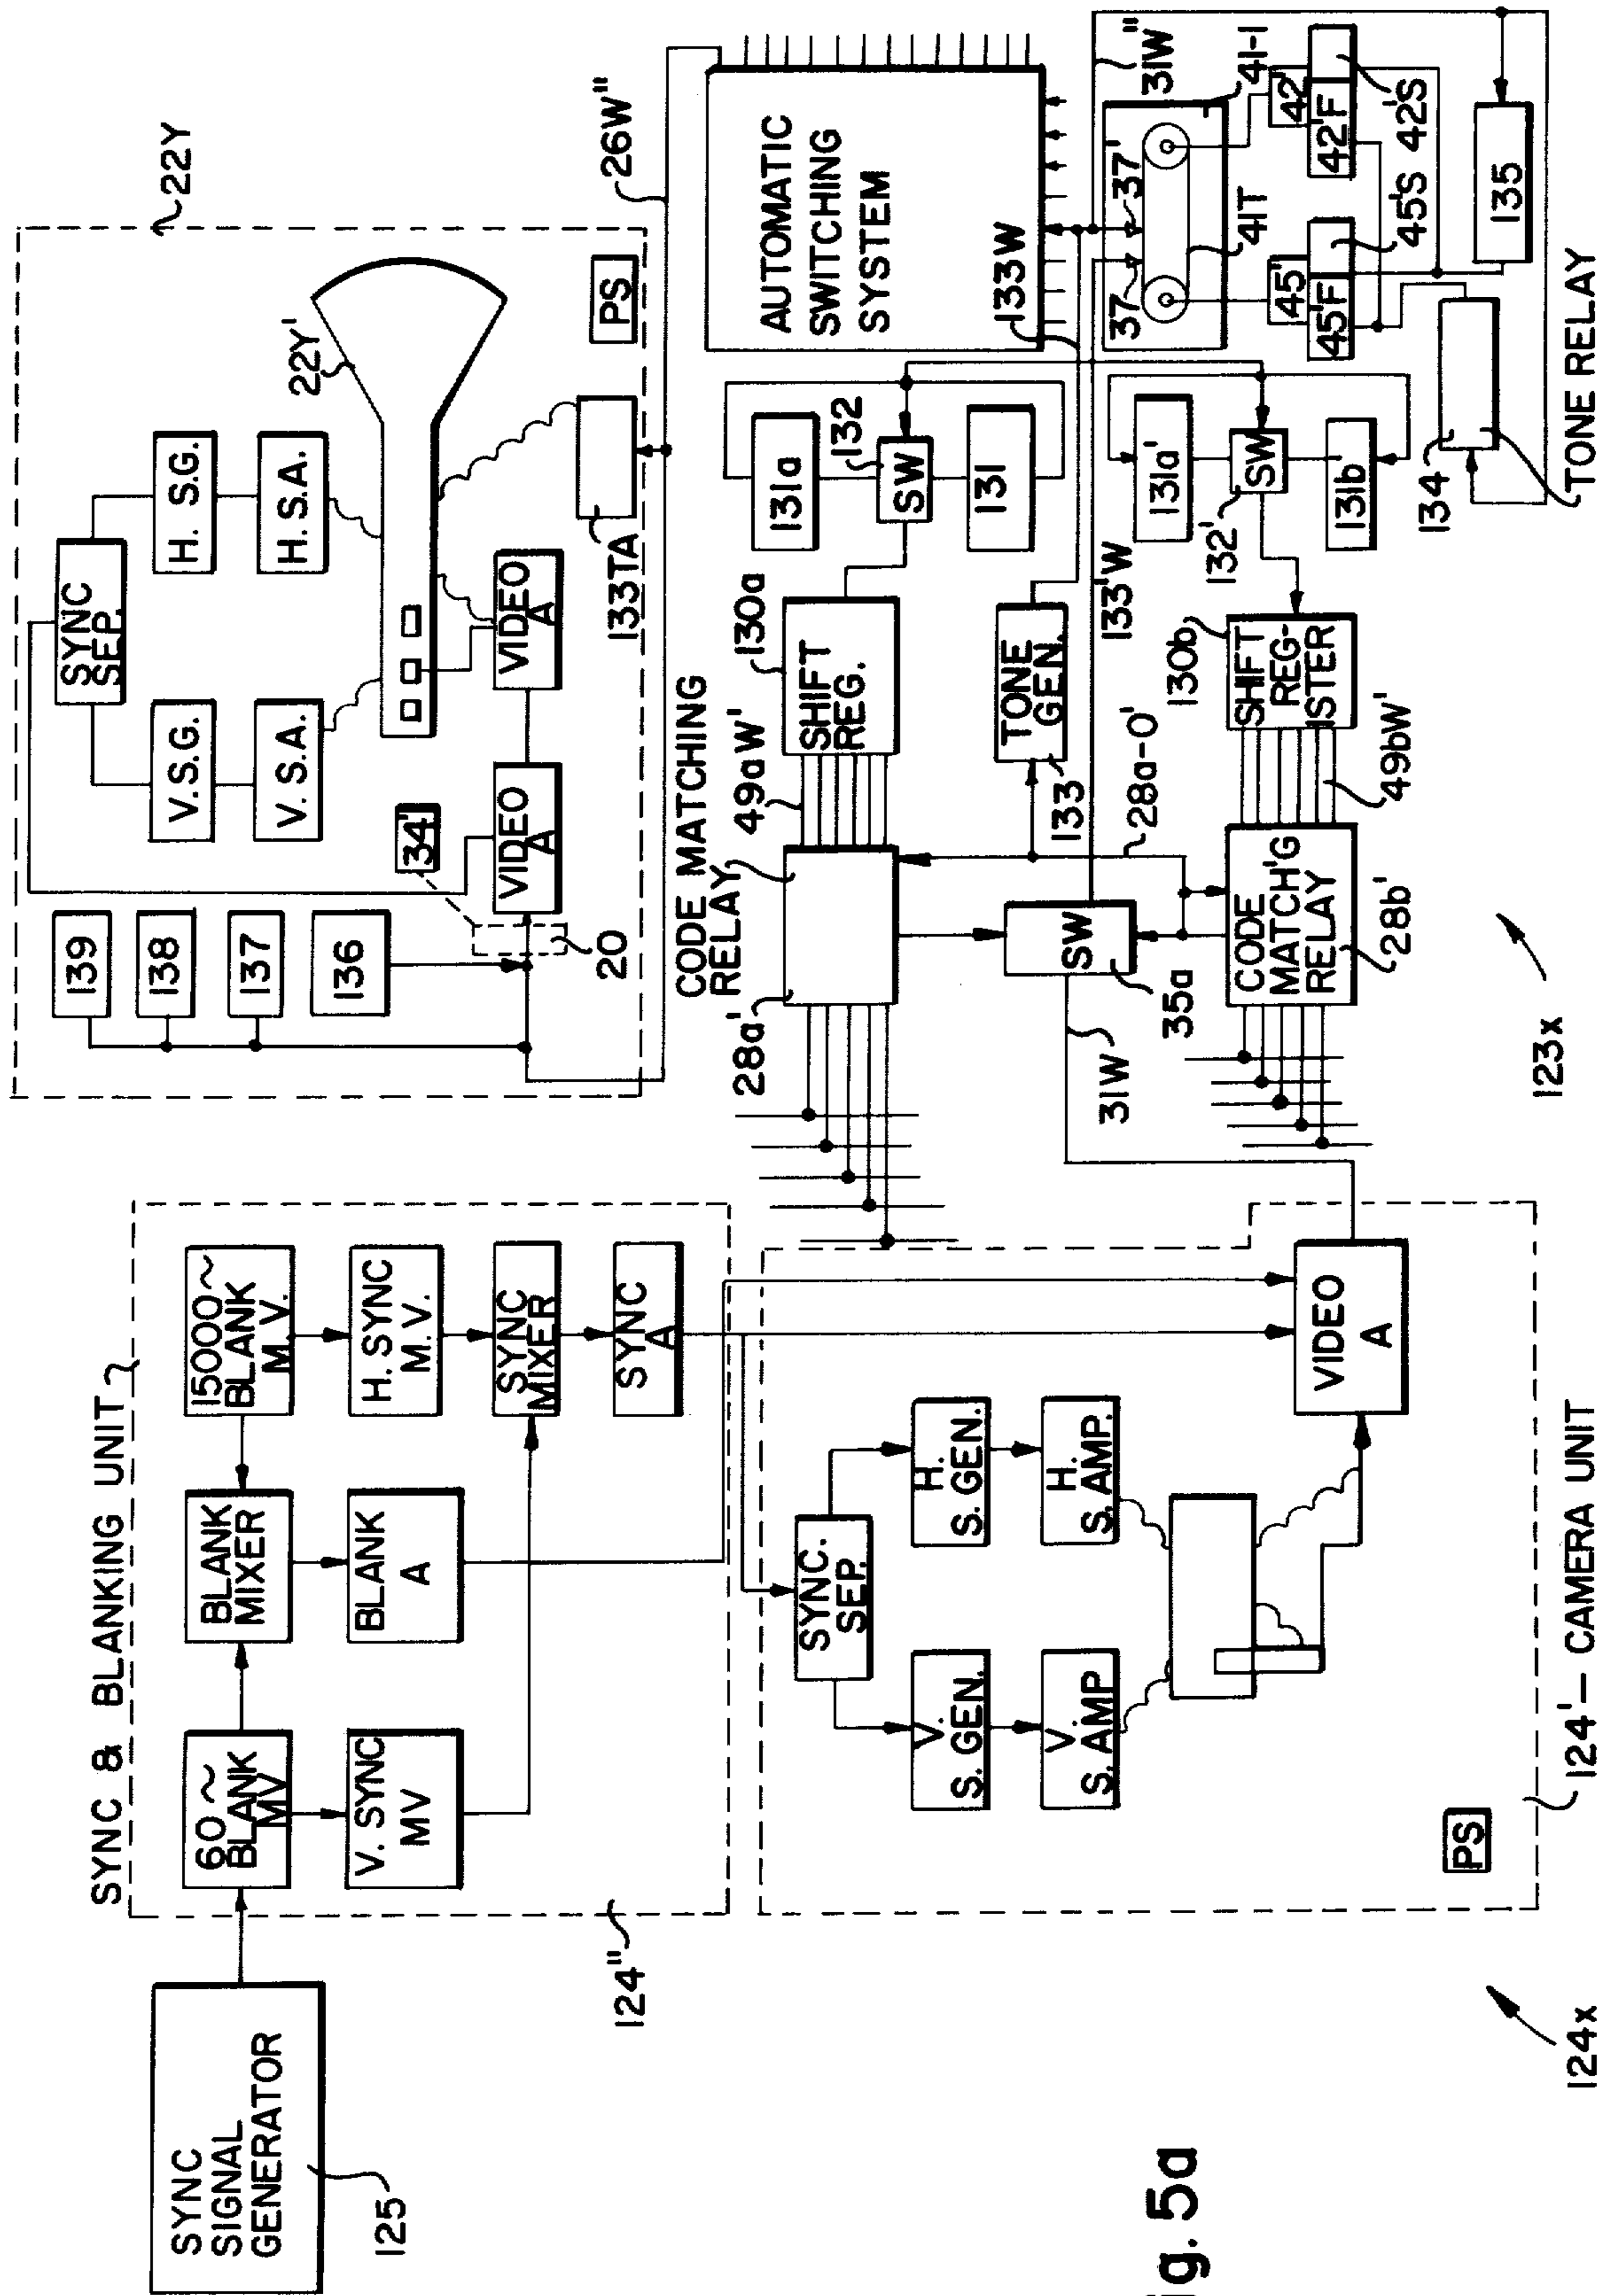 SYNC
SIGNAL
GENERATOR
125
SYNC & BLANKING UNIT
60~
BLANK
MV
BLANK
MIXER
15000~
BLANK
M.V.
V. SYNC
MV
BLANK
A
H. SYNC
M.V.
SYNC
MIXER
SYNC
A
124"
SYNC.
SEP.
V.
S. GEN.
H.
S. GEN.
V.
S. AMP.
H.
S. AMP.
VIDEO
A
PS
124' - CAMERA UNIT
124x
22Y
139
138
137
136
SYNC
SEP.
V.S.G.
H. S.G.
V. S.A.
H.S.A.
22Y'
34'
20
VIDEO
A
VIDEO
A
PS
133TA
26W"
CODE MATCHING
RELAY
28a'
49aW'
SHIFT
REG.
130a
131a
SW
132
131
AUTOMATIC
SWITCHING
SYSTEM
133W
TONE
GEN.
133
28a-0'
133'W
SW
35a
31W
31W"
37
37'
41T
41-1
131a'
SW
132'
131b
CODE
MATCH'G
RELAY
28b'
49bW'
SHIFT
REG-
ISTER
130b
45'
45'F
45'S
42'
42'F
42'S
134
TONE RELAY
135
123x
g. 5a